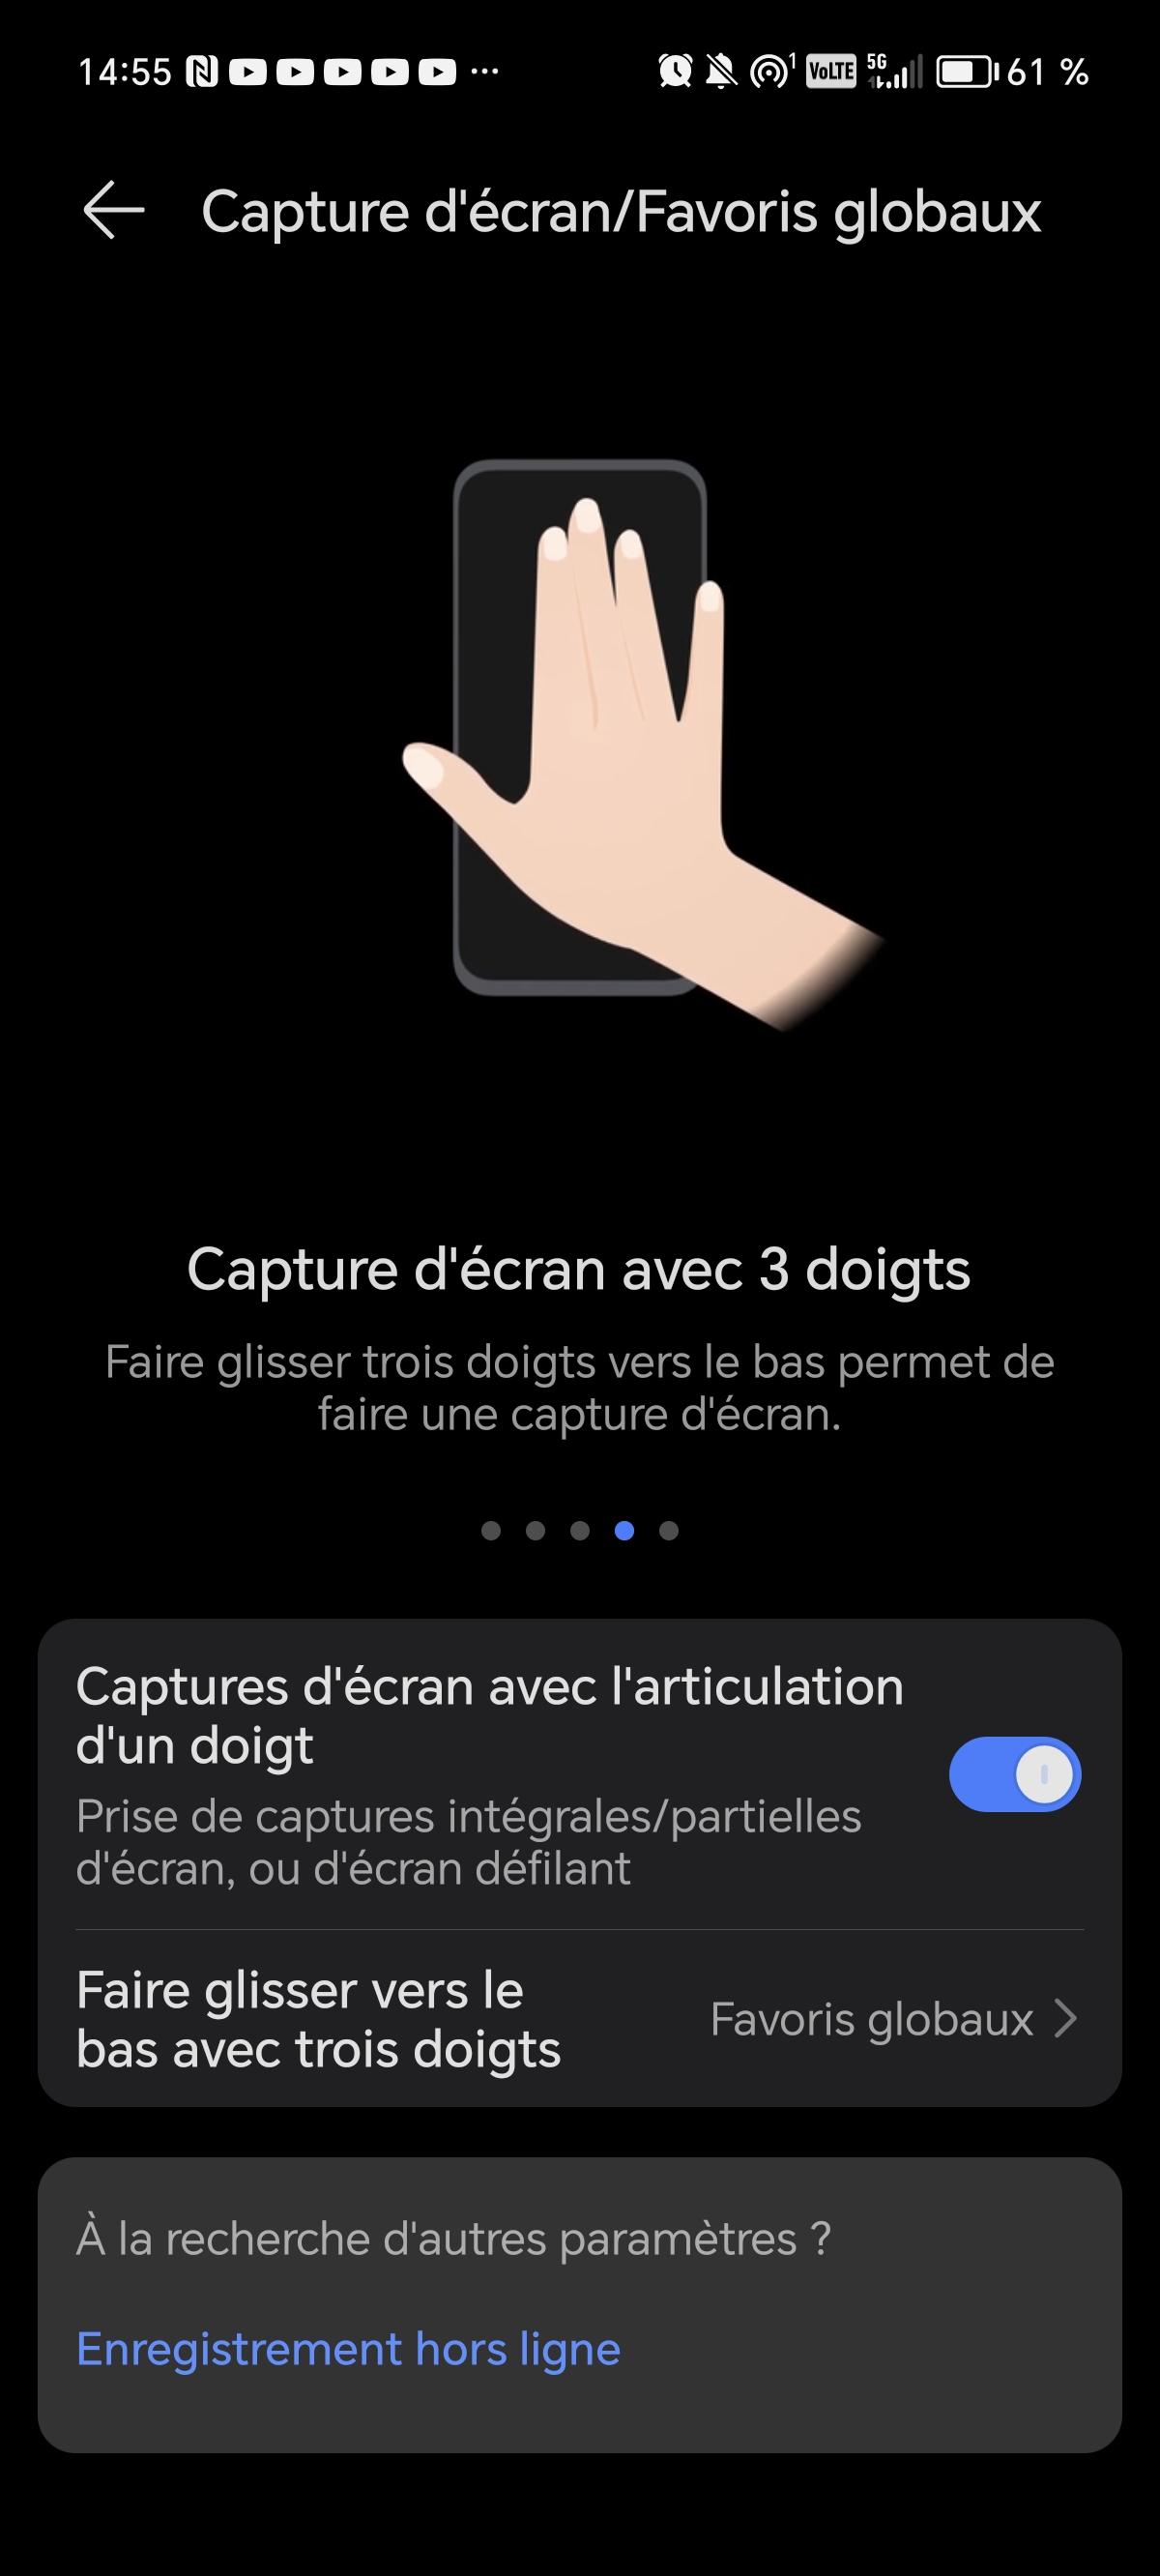 14:55
1
VoLTE
5G
61 %
Capture d'écran/Favoris globaux
Capture d'écran avec 3 doigts
Faire glisser trois doigts vers le bas permet de
faire une capture d'écran.
Captures d'écran avec l'articulation
d'un doigt
Prise de captures intégrales/partielles
d'écran, ou d'écran défilant
Faire glisser vers le
bas avec trois doigts
Favoris globaux
À la recherche d'autres paramètres ?
Enregistrement hors ligne